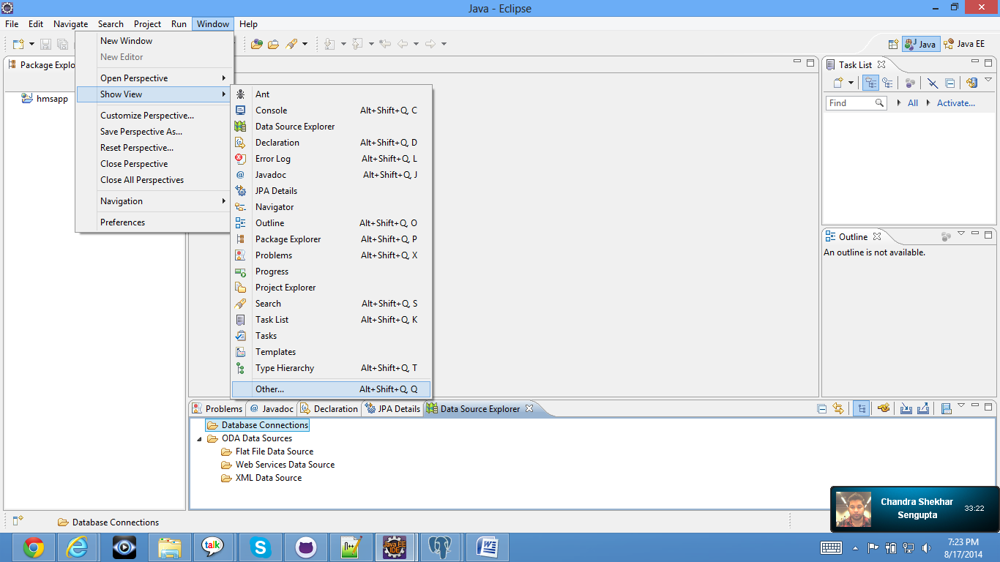 Java - Eclipse
File Edit Navigate Search Project Run Window Help
Java
Java EE
Package Explo
hmsapp
New Window
New Editor
Open Perspective
Show View
Customize Perspective...
Save Perspective As...
Reset Perspective...
Close Perspective
Close All Perspectives
Navigation
Preferences
Ant
Console Alt+Shift+Q, C
Data Source Explorer
Declaration Alt+Shift+Q, D
Error Log Alt+Shift+Q, L
Javadoc Alt+Shift+Q, J
JPA Details
Navigator
Outline Alt+Shift+Q, O
Package Explorer Alt+Shift+Q, P
Problems Alt+Shift+Q, X
Progress
Project Explorer
Search Alt+Shift+Q, S
Task List Alt+Shift+Q, K
Tasks
Templates
Type Hierarchy Alt+Shift+Q, T
Other... Alt+Shift+Q, Q
Task List
Find All Activate...
Outline
An outline is not available.
Problems @ Javadoc Declaration JPA Details Data Source Explorer
Database Connections
ODA Data Sources
Flat File Data Source
Web Services Data Source
XML Data Source
Chandra Shekhar
Sengupta
33:22
Database Connections
talk
Java EE
IDE
7:23 PM
8/17/2014